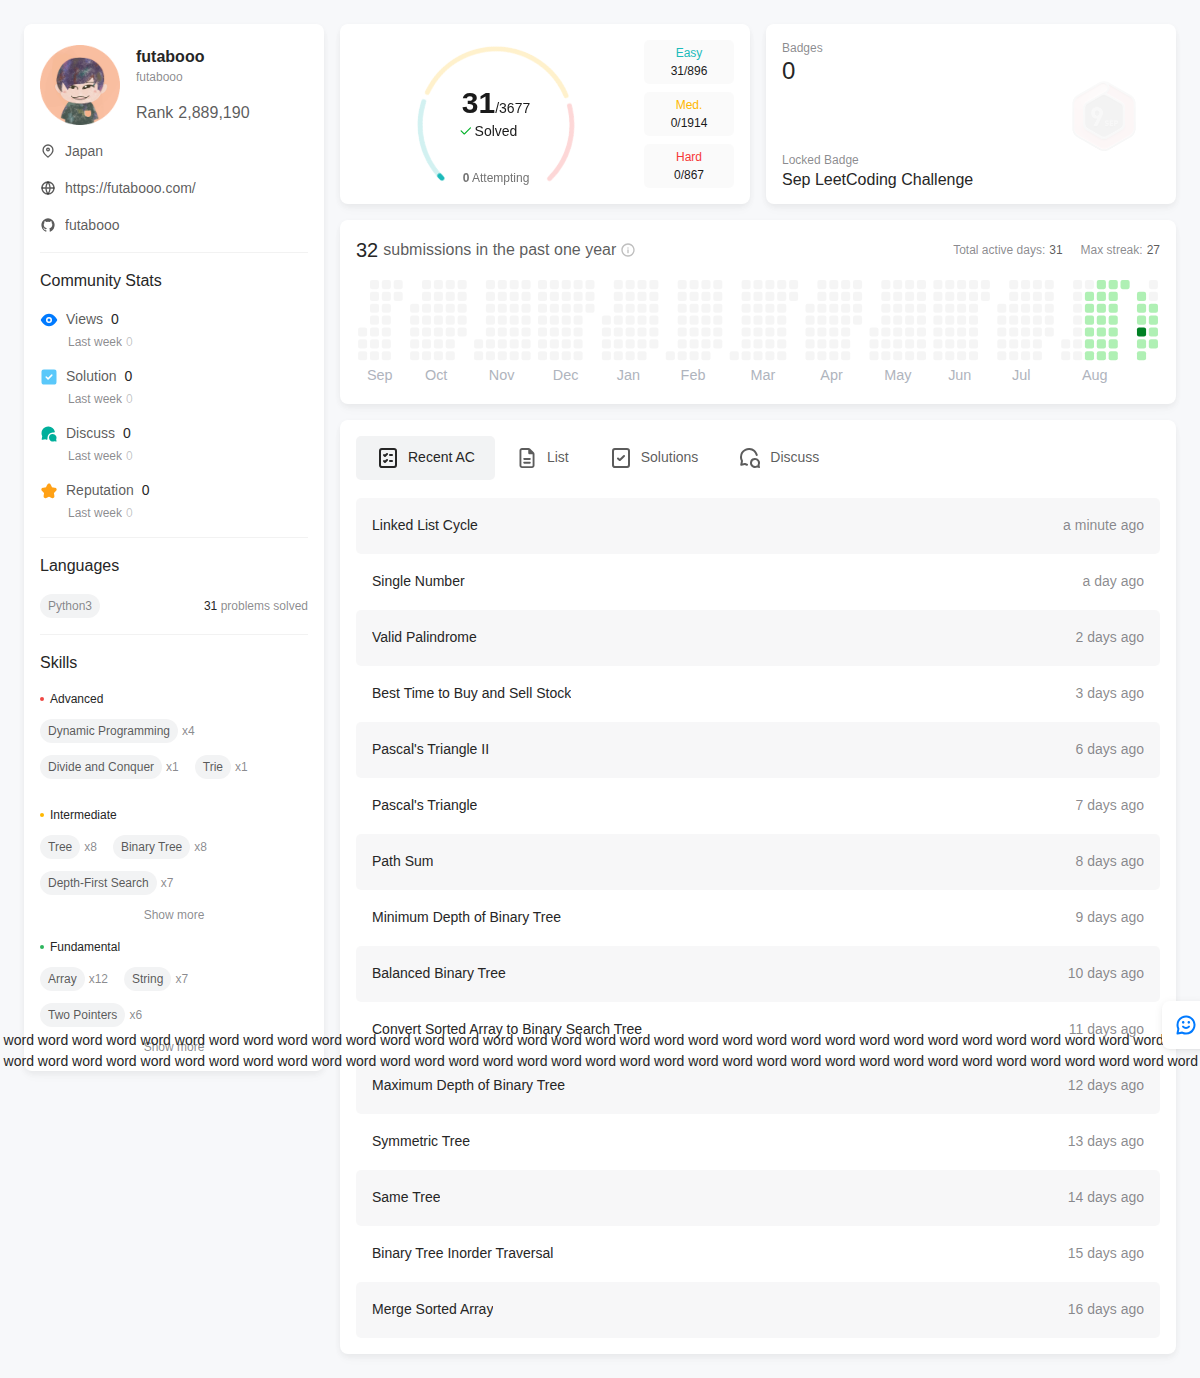 futabooo
futabooo
Rank 2,889,190
Japan
https://futabooo.com/
futabooo
Community Stats
Views 0
Last week 0
Solution 0
Last week 0
Discuss 0
Last week 0
Reputation 0
Last week 0
Languages
Python3 31 problems solved
Skills
Advanced
Dynamic Programming x4
Divide and Conquer x1 Trie x1
Intermediate
Tree x8 Binary Tree x8
Depth-First Search x7
Show more
Fundamental
Array x12 String x7
Two Pointers x6
Show more
31/3677
Solved
0 Attempting
Easy
31/896
Med.
0/1914
Hard
0/867
Badges
0
Locked Badge
Sep LeetCoding Challenge
32 submissions in the past one year
Total active days: 31 Max streak: 27
Sep Oct Nov Dec Jan Feb Mar Apr May Jun Jul Aug
Recent AC List Solutions Discuss
Linked List Cycle a minute ago
Single Number a day ago
Valid Palindrome 2 days ago
Best Time to Buy and Sell Stock 3 days ago
Pascal's Triangle II 6 days ago
Pascal's Triangle 7 days ago
Path Sum 8 days ago
Minimum Depth of Binary Tree 9 days ago
Balanced Binary Tree 10 days ago
Convert Sorted Array to Binary Search Tree 11 days ago
word word word word word word word word word word word word word word word word word word word word word word word word word word word word word word word word word word
word word word word word word word word word word word word word word word word word word word word word word word word word word word word word word word word word word word
Maximum Depth of Binary Tree 12 days ago
Symmetric Tree 13 days ago
Same Tree 14 days ago
Binary Tree Inorder Traversal 15 days ago
Merge Sorted Array 16 days ago